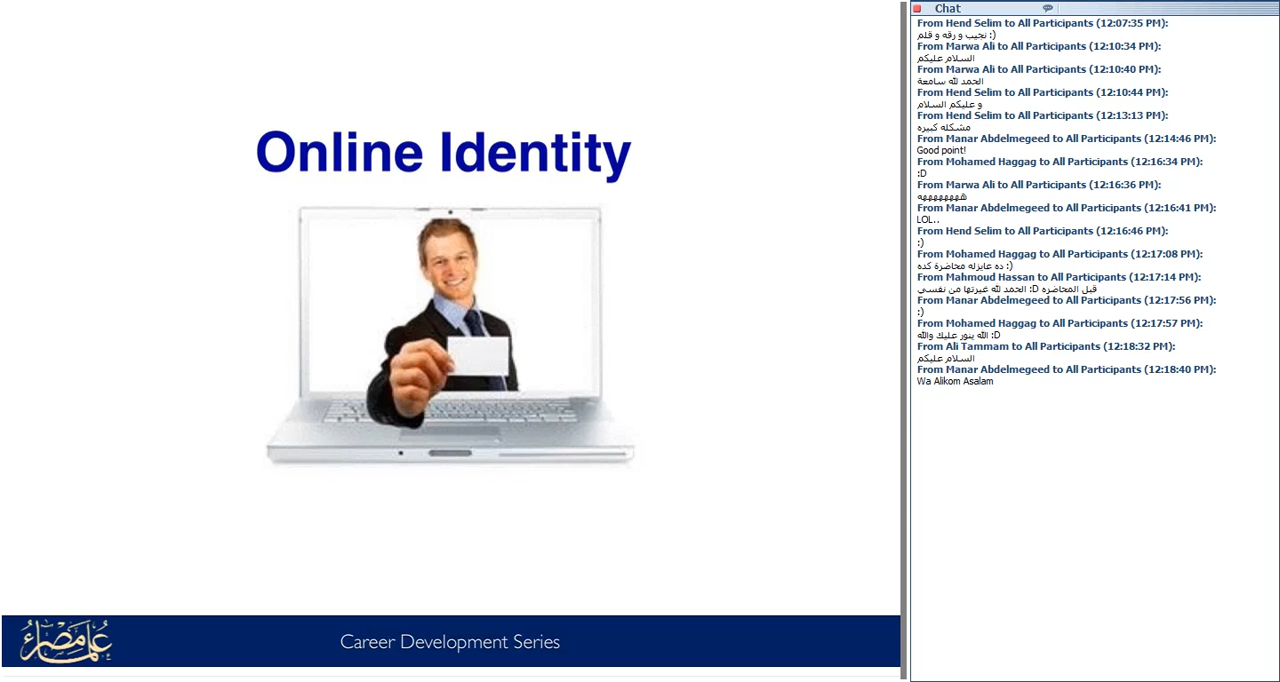 Online Identity
علماء مصر
Career Development Series
Chat
From Hend Selim to All Participants (12:07:35 PM):
نجيب و رقه و قلم :)
From Marwa Ali to All Participants (12:10:34 PM):
السلام عليكم
From Marwa Ali to All Participants (12:10:40 PM):
الحمد لله سامعة
From Hend Selim to All Participants (12:10:44 PM):
و عليكم السلام
From Hend Selim to All Participants (12:13:13 PM):
مشكله كبيره
From Manar Abdelmegeed to All Participants (12:14:46 PM):
Good point!
From Mohamed Haggag to All Participants (12:16:34 PM):
:D
From Marwa Ali to All Participants (12:16:36 PM):
From Manar Abdelmegeed to All Participants (12:16:41 PM):
LOL..
From Hend Selim to All Participants (12:16:46 PM):
:)
From Mohamed Haggag to All Participants (12:17:08 PM):
ده عايزله محاضرة كده :)
From Mahmoud Hassan to All Participants (12:17:14 PM):
الحمد لله غيرتها من نفسي :D قبل المحاضره
From Manar Abdelmegeed to All Participants (12:17:56 PM):
:)
From Mohamed Haggag to All Participants (12:17:57 PM):
الله ينور عليك والله :D
From Ali Tammam to All Participants (12:18:32 PM):
السلام عليكم
From Manar Abdelmegeed to All Participants (12:18:40 PM):
Wa Alikom Asalam